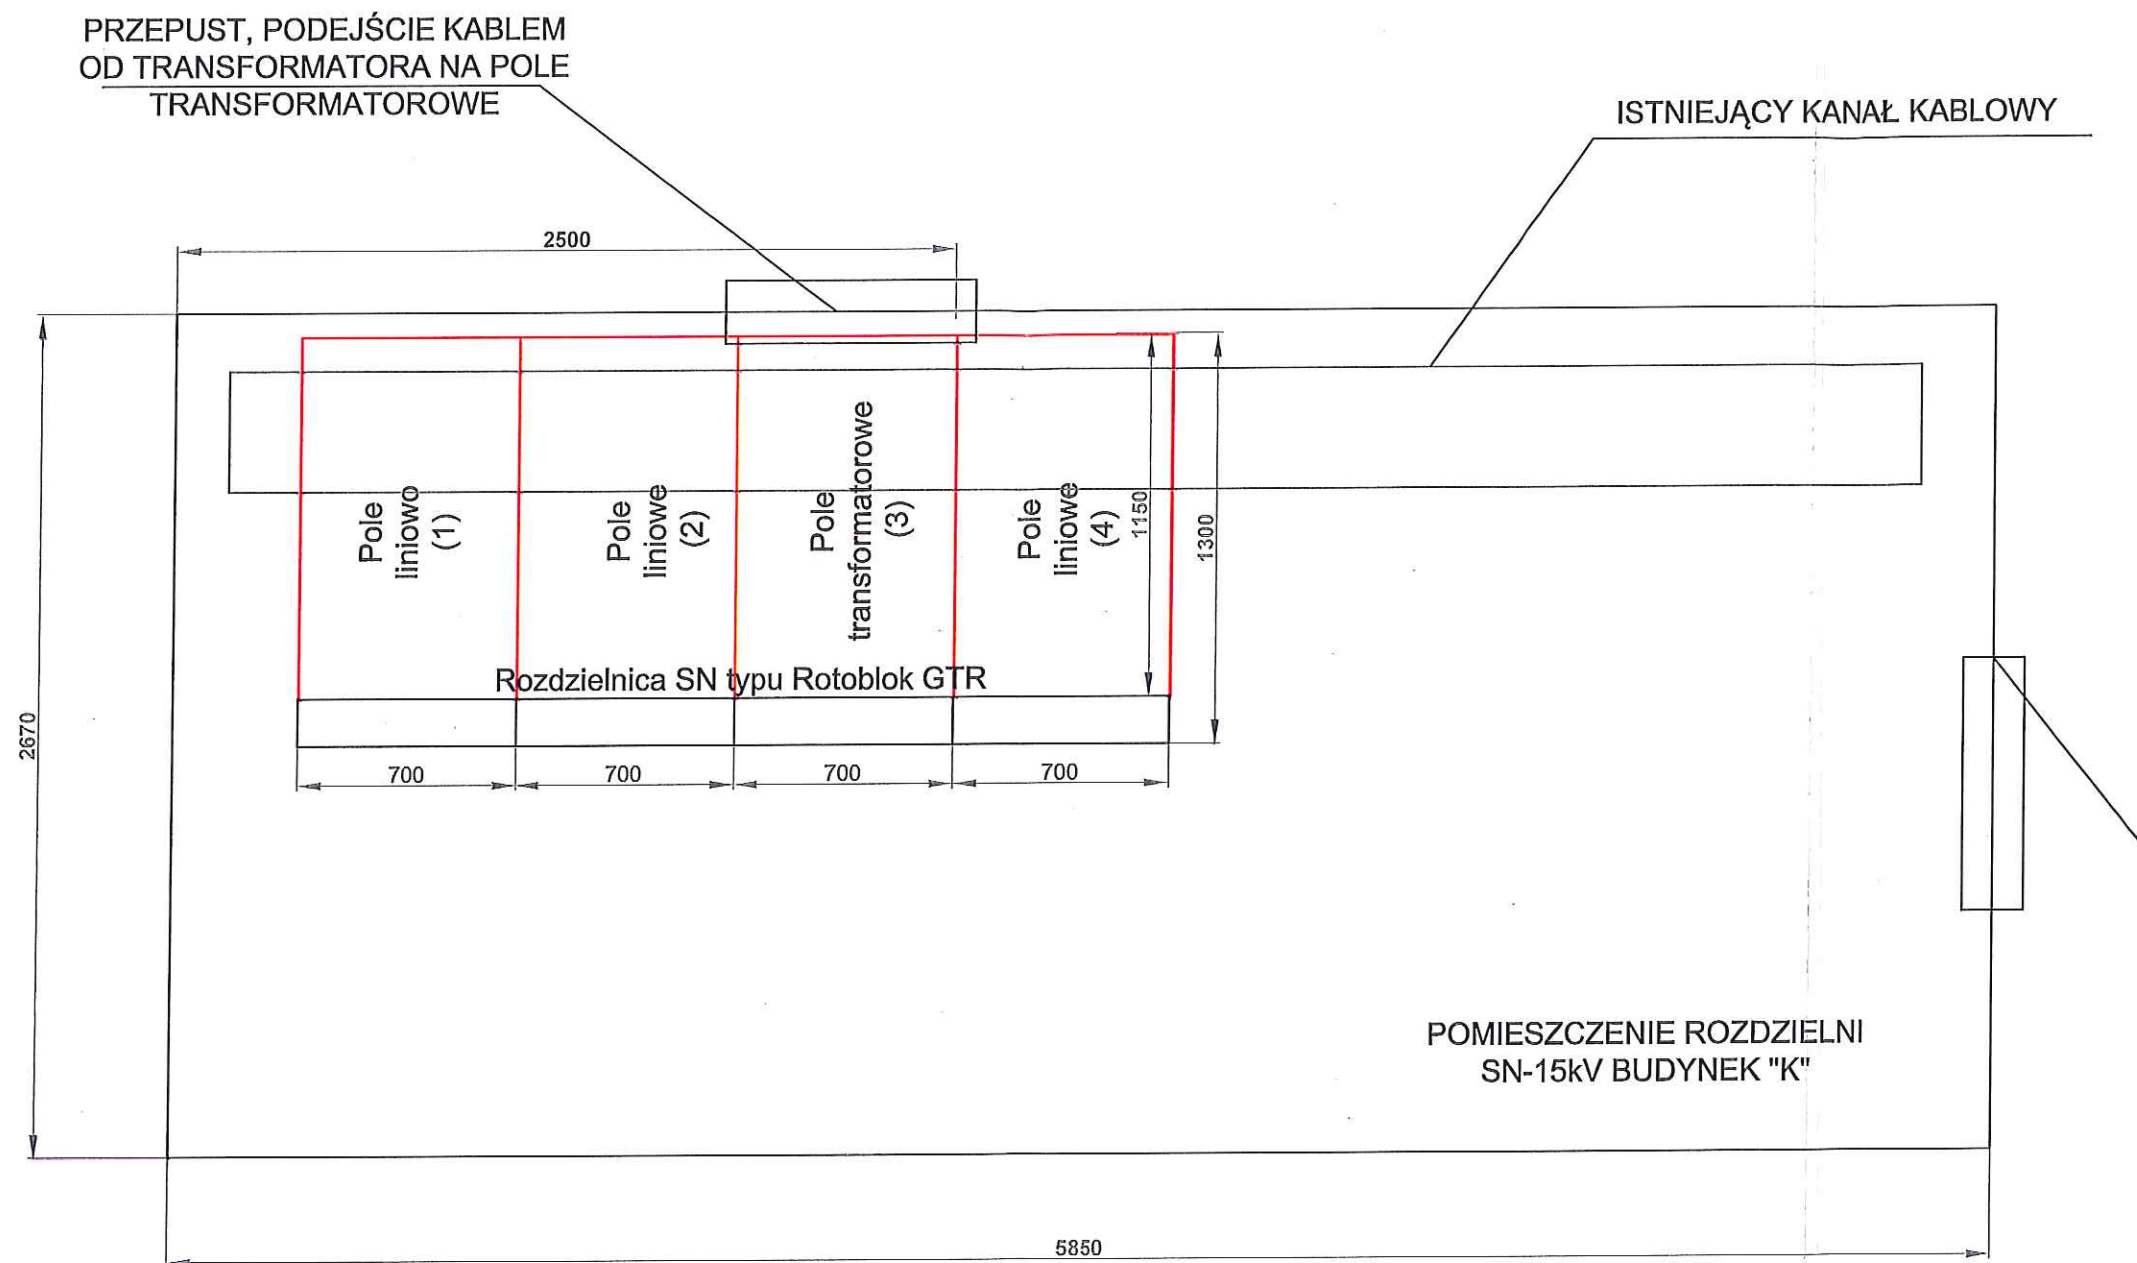 PRZEPUST, PODEJŚCIE KABLEM
OD TRANSFORMATORA NA POLE
TRANSFORMATOROWE
ISTNIEJĄCY KANAŁ KABLOWY
2500
Pole
liniowo
(1)
Pole
liniowe
(2)
Pole
transformatorowe
(3)
Pole
liniowe
(4)
1150
1300
Rozdzielnica SN typu Rotoblok GTR
2670
700
700
700
700
POMIESZCZENIE ROZDZIELNI
SN-15kV BUDYNEK "K"
5850